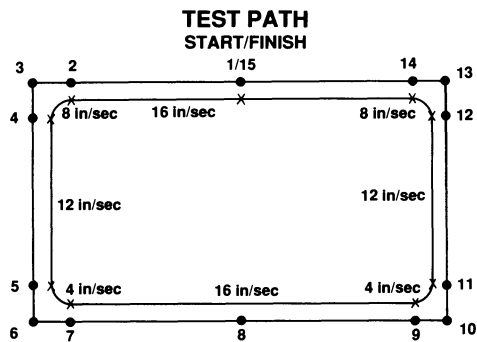 TEST PATH
START/FINISH
3 2 1/15 14 13
8 in/sec 16 in/sec 8 in/sec
4 12
12 in/sec 12 in/sec
5 4 in/sec 16 in/sec 4 in/sec 11
6 7 8 9 10